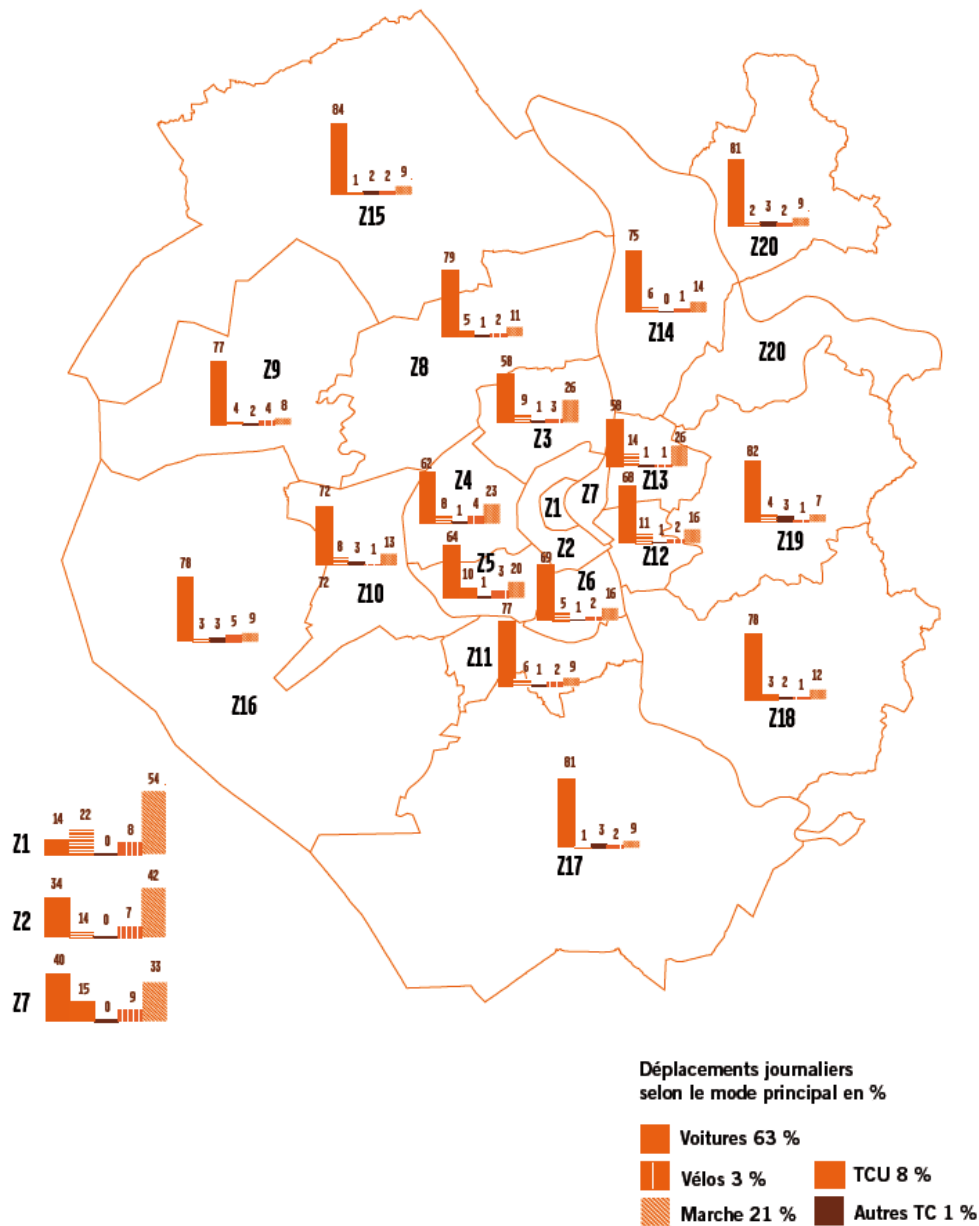 84
1 2 2 9
Z15
81
2 3 2 9
Z20
75
6 0 1 14
Z14
79
5 1 2 11
Z8
77
4 2 4 8
Z9
Z20
58
9 1 3 26
Z3
58
14 1 1 26
Z13
62
8 1 4 23
Z4
Z1
Z7
Z2
68
11 1 2 16
Z12
82
4 3 1 7
Z19
72
8 3 1 13
72
Z10
64
10 1 3 20
Z5
69
5 1 2 16
Z6
78
3 3 5 9
Z16
77
6 1 2 9
Z11
78
3 2 1 12
Z18
81
1 3 2 9
Z17
Z1
14 22 0 8 54
Z2
34 14 0 7 42
Z7
40 15 0 9 33
Déplacements journaliers
selon le mode principal en %
Voitures 63 %
Vélos 3 % TCU 8 %
Marche 21 % Autres TC 1 %